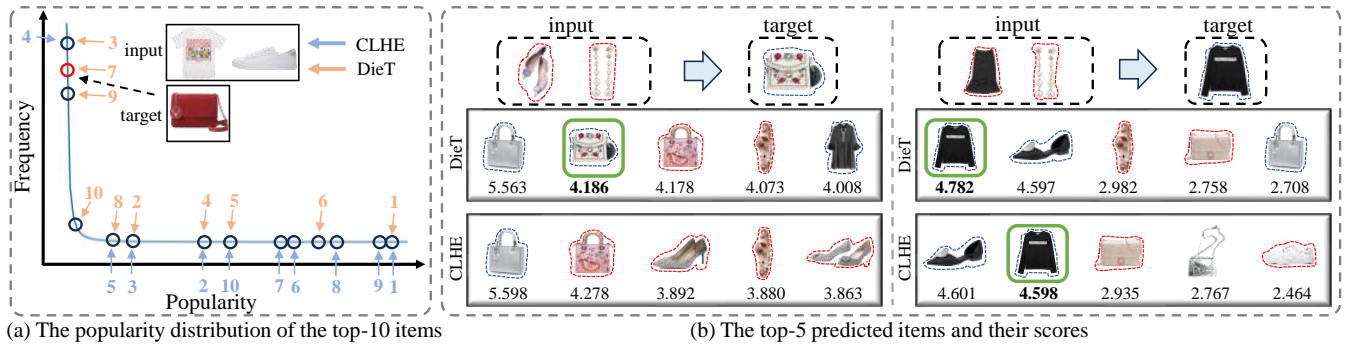 4
3
7
9
input
target
CLHE
DieT
Frequency
10
8 2 4 5 6 1
5 3 2 10 7 6 8 9 1
Popularity
(a) The popularity distribution of the top-10 items
input target
DieT
5.563 4.186 4.178 4.073 4.008
CLHE
5.598 4.278 3.892 3.880 3.863
input target
DieT
4.782 4.597 2.982 2.758 2.708
CLHE
4.601 4.598 2.935 2.767 2.464
(b) The top-5 predicted items and their scores